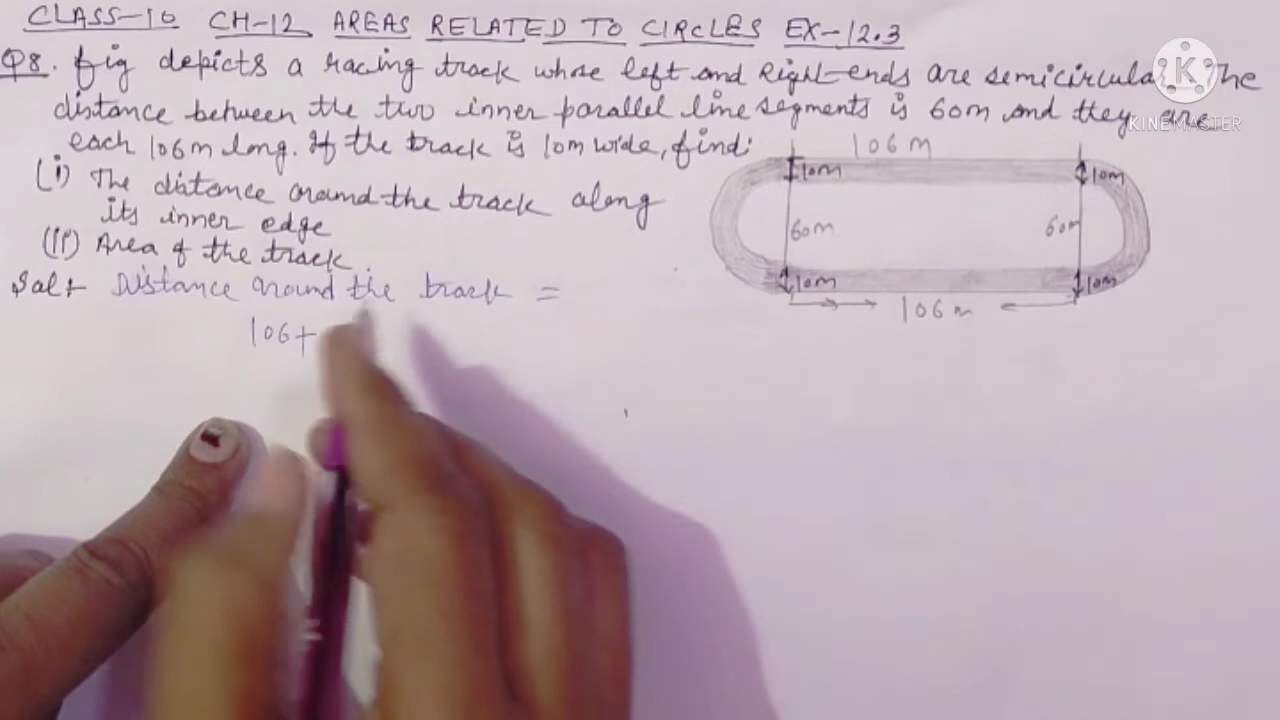 CLASS-10 CH-12 AREAS RELATED TO CIRCLES EX-12.3
Q8. fig depicts a racing track whose left and Right ends are semicircular The
distance between the two inner parallel line segments is 60m and they are
each 106m long. If the track is 10m wide, find:
(i) The distance around the track along
its inner edge
(ii) Area of the track
Sol+ Distance around the track =
106+
106m
10m
10m
60m
60m
10m
10m
106m
K
KINEMASTER